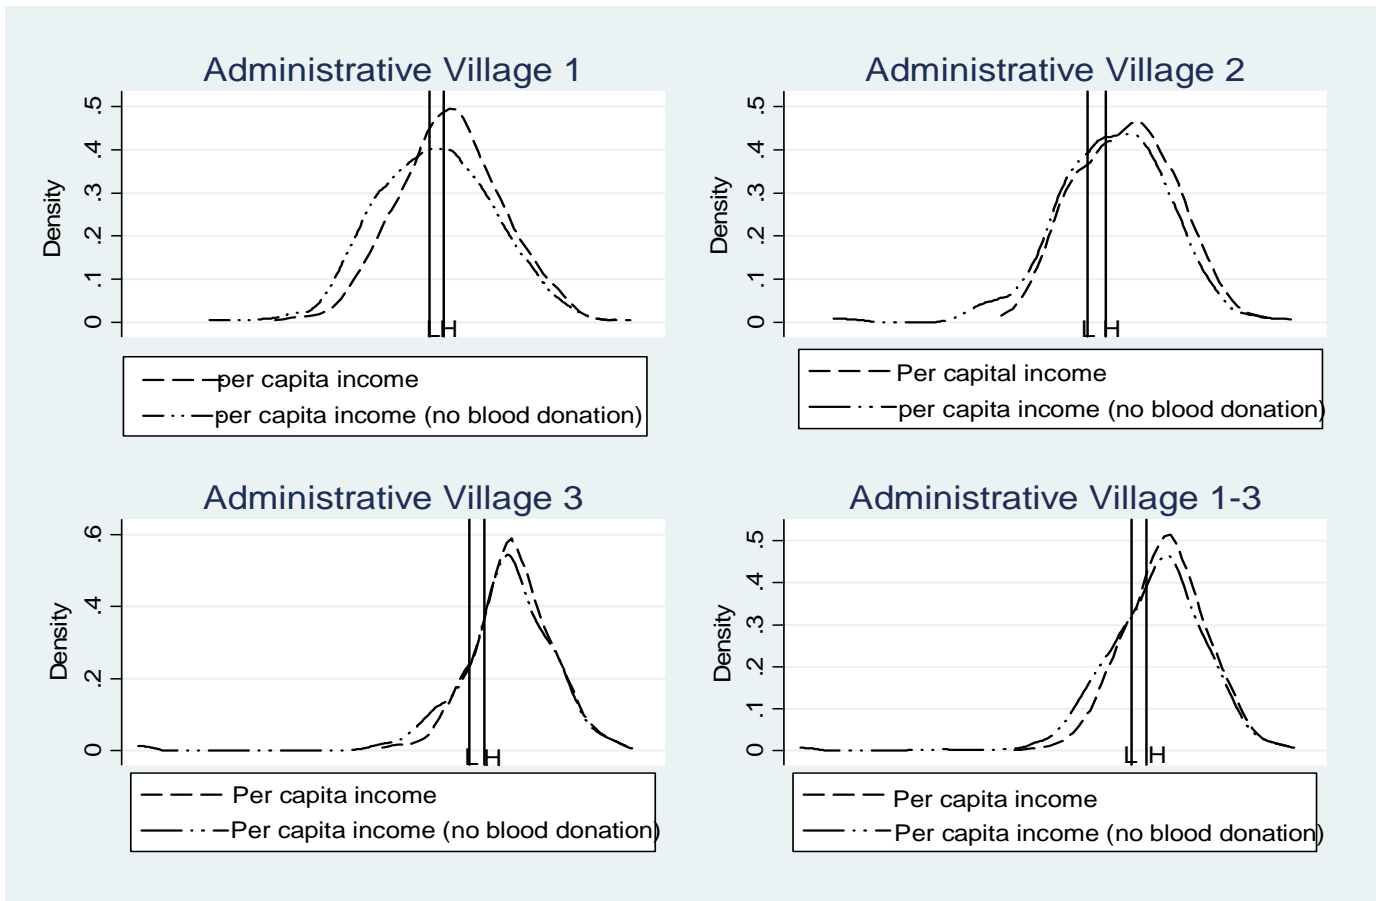 Administrative Village 1
Density
.5
.4
.3
.2
.1
0
L H
per capita income
per capita income (no blood donation)
Administrative Village 2
Density
.5
.4
.3
.2
.1
0
L H
Per capital income
per capita income (no blood donation)
Administrative Village 3
Density
.6
.4
.2
0
L H
Per capita income
Per capita income (no blood donation)
Administrative Village 1-3
Density
.5
.4
.3
.2
.1
0
L H
Per capita income
Per capita income (no blood donation)